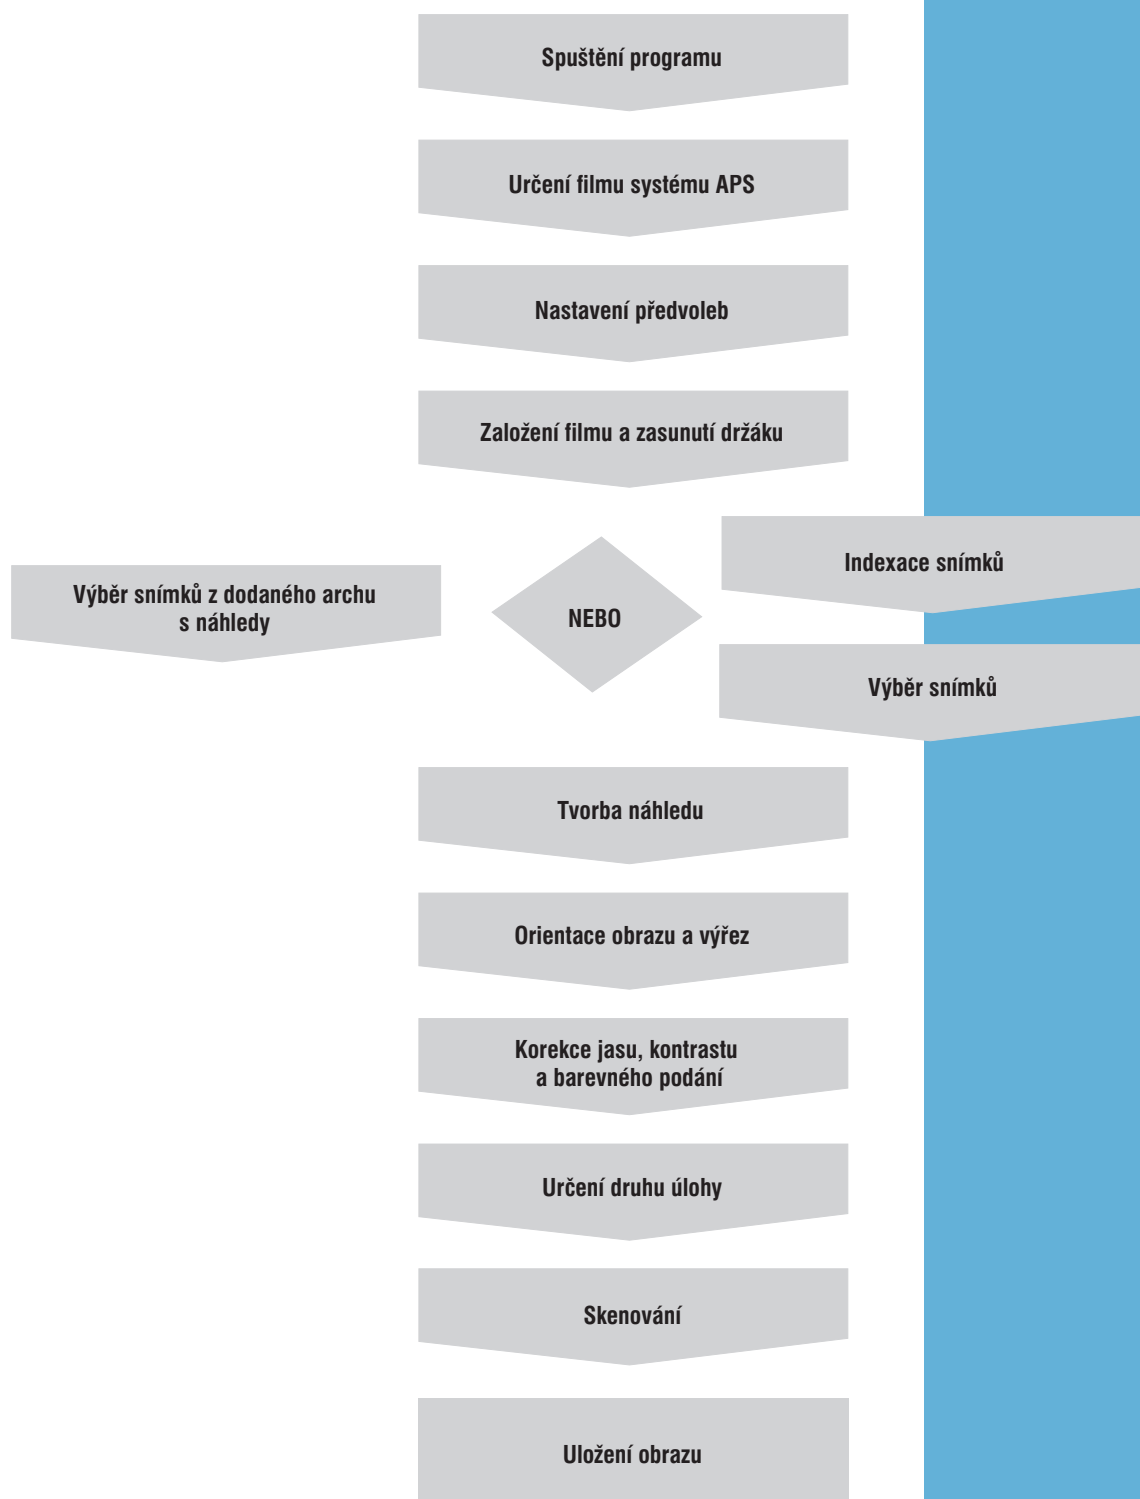 Spuštění programu
Určení filmu systému APS
Nastavení předvoleb
Založení filmu a zasunutí držáku
Výběr snímků z dodaného archu
s náhledy
NEBO
Indexace snímků
Výběr snímků
Tvorba náhledu
Orientace obrazu a výřez
Korekce jasu, kontrastu
a barevného podání
Určení druhu úlohy
Skenování
Uložení obrazu